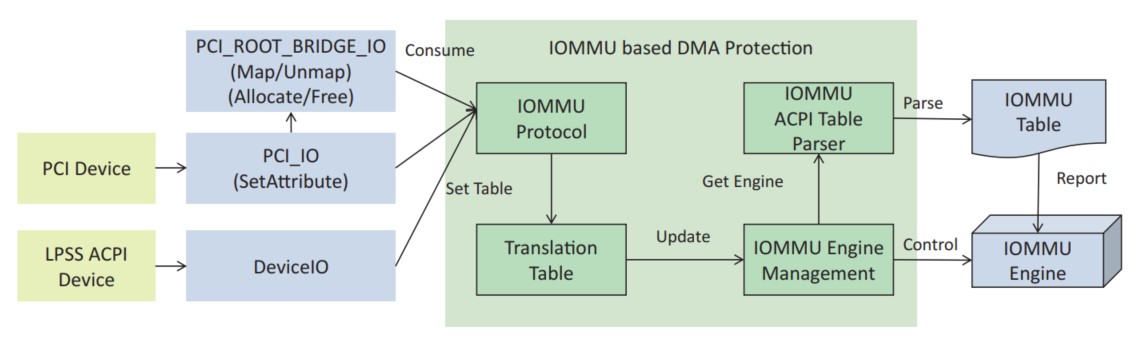 PCI_ROOT_BRIDGE_IO
(Map/Unmap)
(Allocate/Free)
Consume
IOMMU based DMA Protection
IOMMU
Protocol
IOMMU
ACPI Table
Parser
Parse
IOMMU
Table
PCI Device
PCI_IO
(SetAttribute)
Set Table
Get Engine
Report
LPSS ACPI
Device
DeviceIO
Translation
Table
Update
IOMMU Engine
Management
Control
IOMMU
Engine